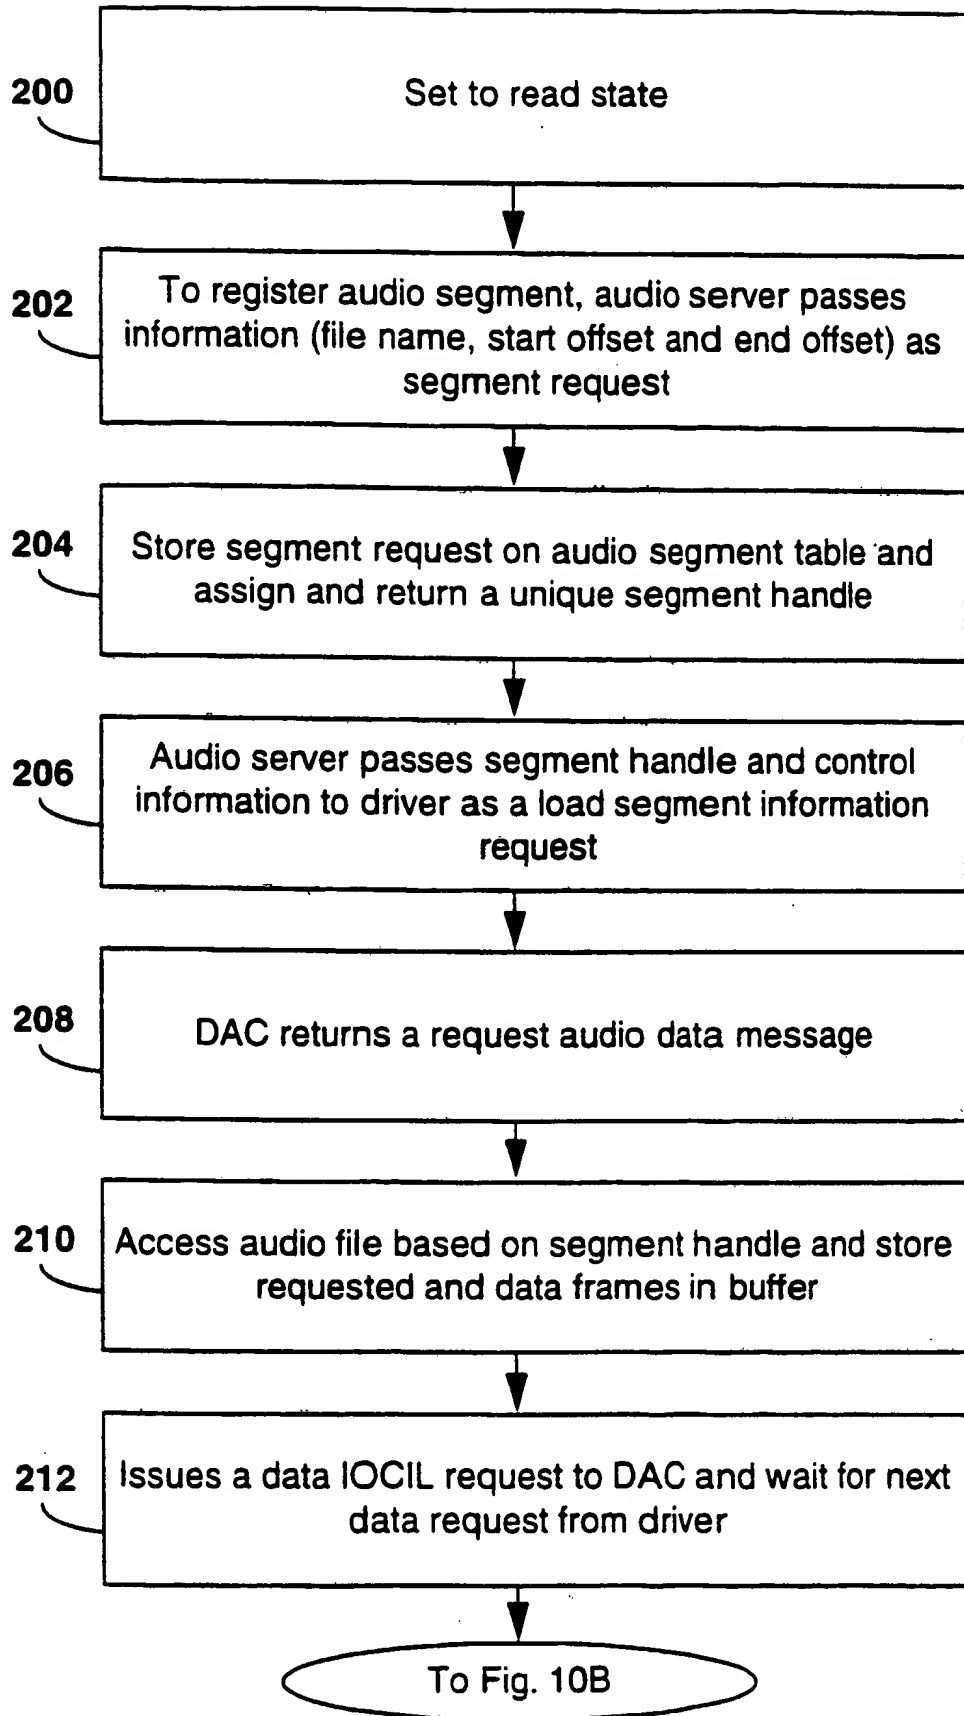 200
Set to read state
202
To register audio segment, audio server passes
information (file name, start offset and end offset) as
segment request
204
Store segment request on audio segment table and
assign and return a unique segment handle
206
Audio server passes segment handle and control
information to driver as a load segment information
request
208
DAC returns a request audio data message
210
Access audio file based on segment handle and store
requested and data frames in buffer
212
Issues a data IOCIL request to DAC and wait for next
data request from driver
To Fig. 10B